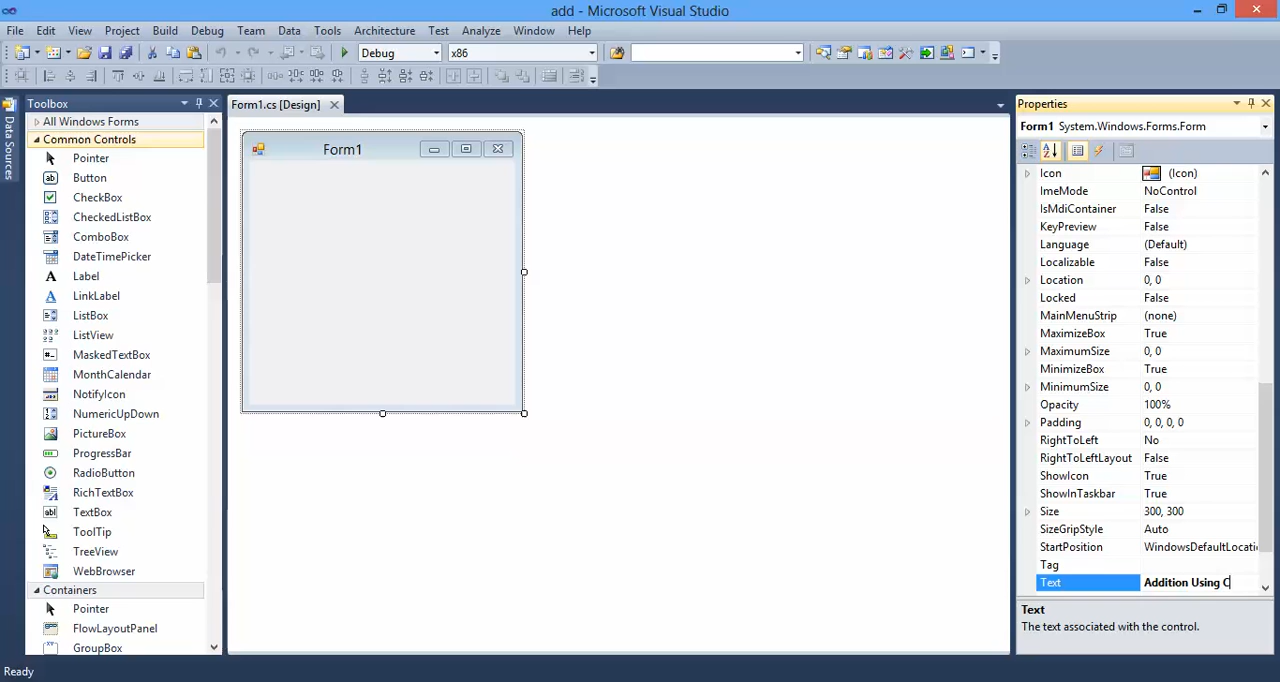 add - Microsoft Visual Studio
File Edit View Project Build Debug Team Data Tools Architecture Test Analyze Window Help
Debug x86
Toolbox
Data Sources
All Windows Forms
Common Controls
Pointer
Button
CheckBox
CheckedListBox
ComboBox
DateTimePicker
Label
LinkLabel
ListBox
ListView
MaskedTextBox
MonthCalendar
NotifyIcon
NumericUpDown
PictureBox
ProgressBar
RadioButton
RichTextBox
TextBox
ToolTip
TreeView
WebBrowser
Containers
Pointer
FlowLayoutPanel
GroupBox
Form1.cs [Design]
Form1
Properties
Form1 System.Windows.Forms.Form
Icon (Icon)
ImeMode NoControl
IsMdiContainer False
KeyPreview False
Language (Default)
Localizable False
Location 0, 0
Locked False
MainMenuStrip (none)
MaximizeBox True
MaximumSize 0, 0
MinimizeBox True
MinimumSize 0, 0
Opacity 100%
Padding 0, 0, 0, 0
RightToLeft No
RightToLeftLayout False
ShowIcon True
ShowInTaskbar True
Size 300, 300
SizeGripStyle Auto
StartPosition WindowsDefaultLocati
Tag
Text Addition Using C
Text
The text associated with the control.
Ready